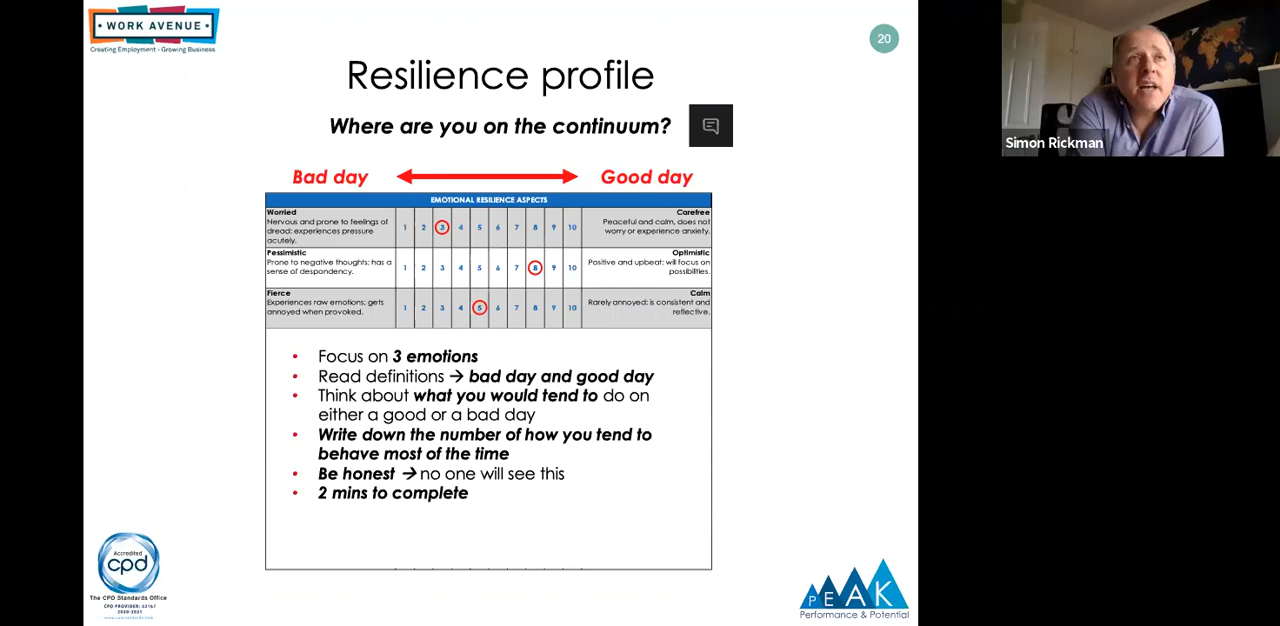 • WORK AVENUE •
Creating Employment • Growing Business
20
Resilience profile
Where are you on the continuum?
Bad day
Good day
EMOTIONAL RESILIENCE ASPECTS
Worried
Nervous and prone to feelings of
dread; experiences pressure
acutely.
1 2 3 4 5 6 7 8 9 10
Carefree
Peaceful and calm, does not
worry or experience anxiety.
Pessimistic
Prone to negative thoughts; has a
sense of despondency.
1 2 3 4 5 6 7 8 9 10
Optimistic
Positive and upbeat; will focus on
possibilities.
Fierce
Experiences raw emotions; gets
annoyed when provoked.
1 2 3 4 5 6 7 8 9 10
Calm
Rarely annoyed; is consistent and
reflective.
• Focus on 3 emotions
• Read definitions → bad day and good day
• Think about what you would tend to do on
either a good or a bad day
• Write down the number of how you tend to
behave most of the time
• Be honest → no one will see this
• 2 mins to complete
Accredited
cpd
The CPD Standards Office
CPD PROVIDER: 22167
2020-2021
PEAK
Performance & Potential
Simon Rickman